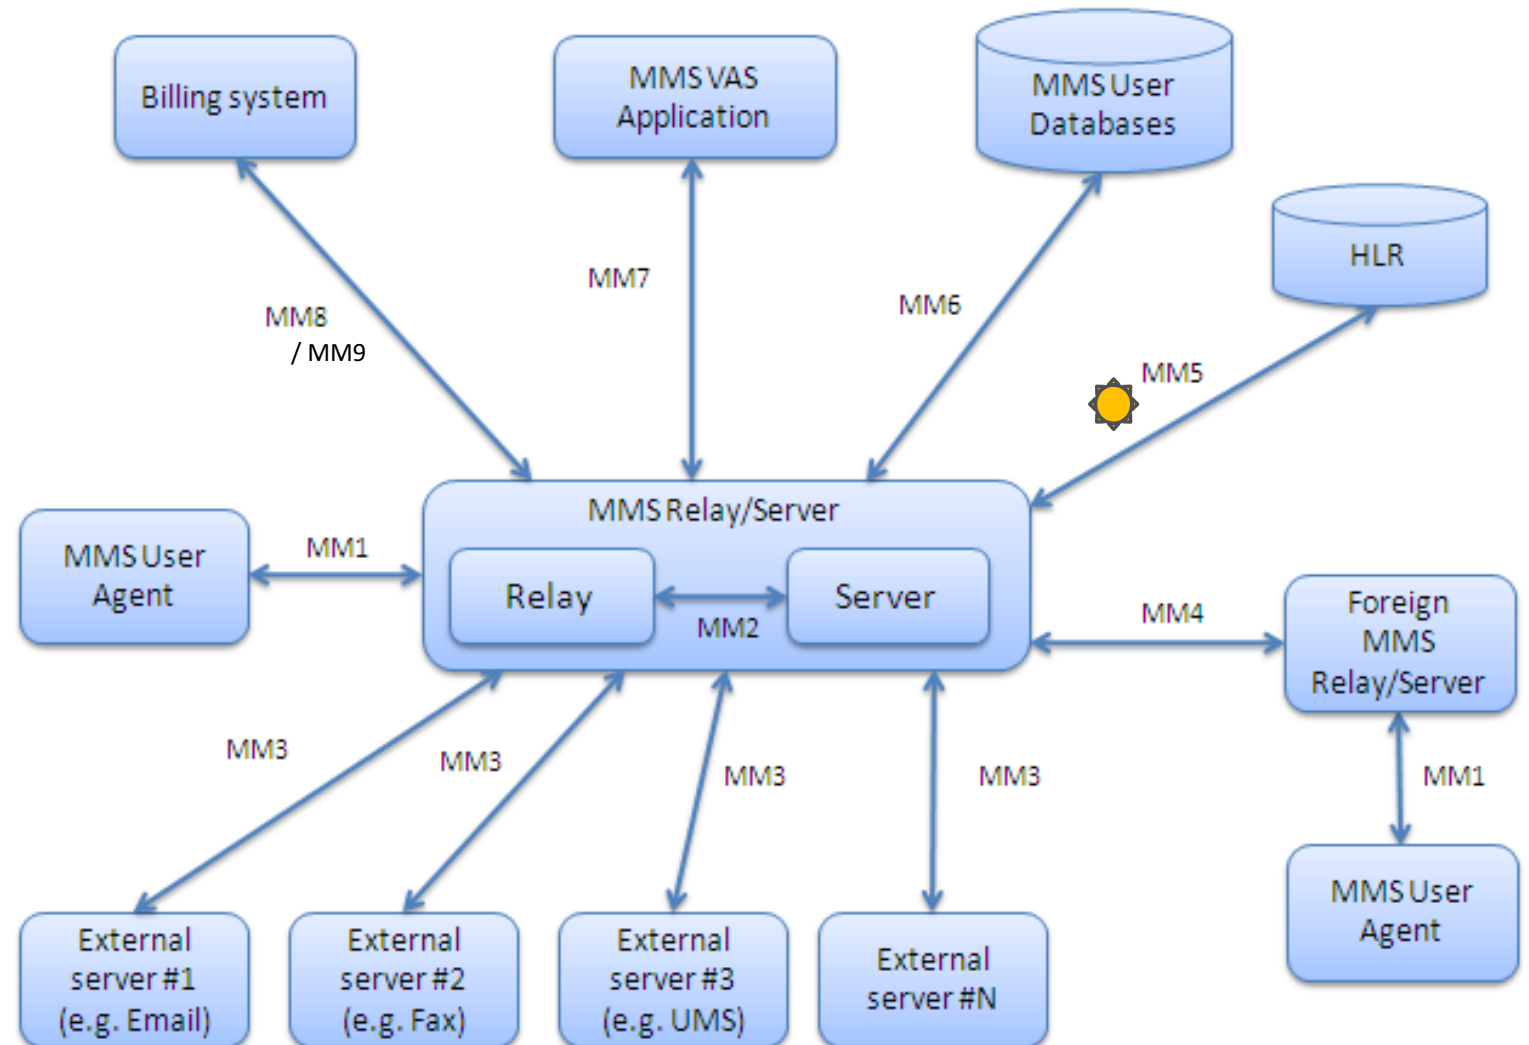 Billing system
MMS VAS
Application
MMS User
Databases
HLR
MM7
MM6
MM8
/ MM9
MM5
MMS Relay/Server
MMS User
Agent
MM1
Relay
Server
MM2
MM4
Foreign
MMS
Relay/Server
MM3
MM3
MM3
MM3
MM1
MMS User
Agent
External
server #1
(e.g. Email)
External
server #2
(e.g. Fax)
External
server #3
(e.g. UMS)
External
server #N